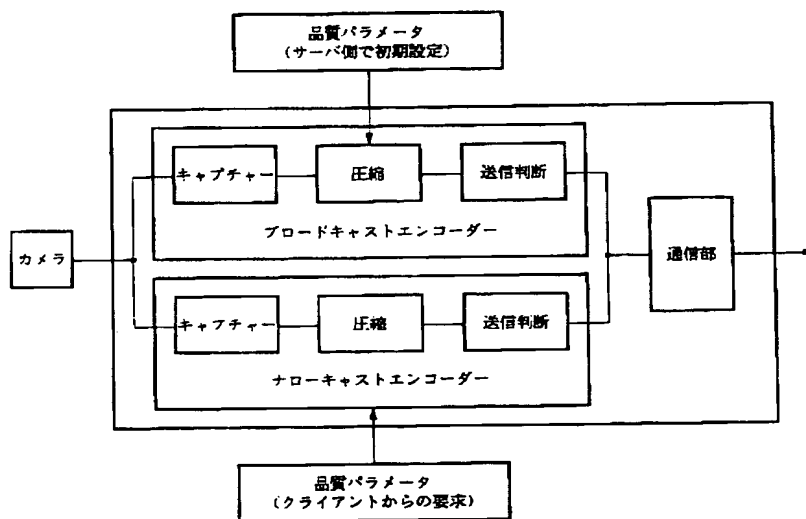 品質パラメータ
(サーバ側で初期設定)
キャプチャー
圧縮
送信判断
ブロードキャストエンコーダー
カメラ
通信部
キャプチャー
圧縮
送信判断
ナローキャストエンコーダー
品質パラメータ
(クライアントからの要求)